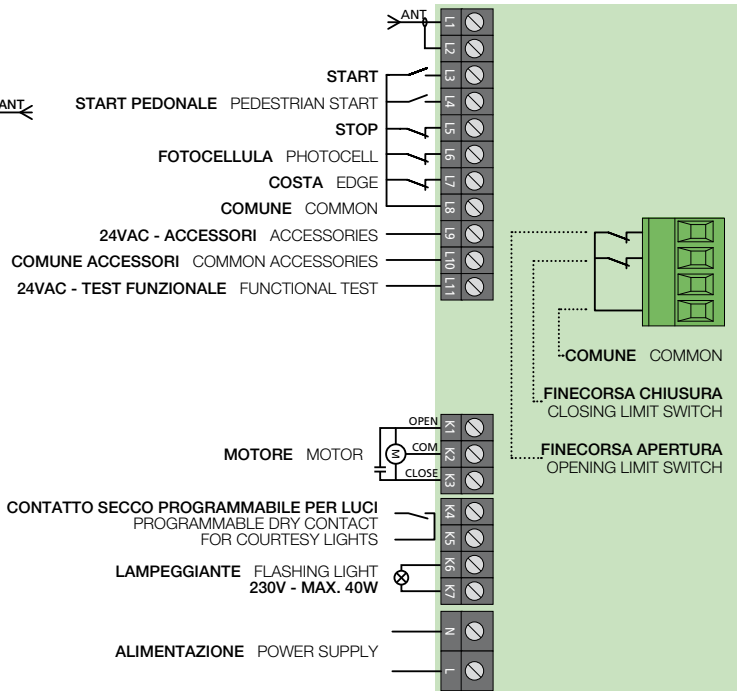 ANT
L1
L2
START
L3
ANT
START PEDONALE PEDESTRIAN START
L4
STOP
L5
FOTOCELLULA PHOTOCELL
L6
COSTA EDGE
L7
COMUNE COMMON
L8
24VAC - ACCESSORI ACCESSORIES
L9
COMUNE ACCESSORI COMMON ACCESSORIES
L10
24VAC - TEST FUNZIONALE FUNCTIONAL TEST
L11
COMUNE COMMON
FINECORSA CHIUSURA
CLOSING LIMIT SWITCH
FINECORSA APERTURA
OPENING LIMIT SWITCH
OPEN
K1
MOTORE MOTOR
M
COM
K2
CLOSE
K3
CONTATTO SECCO PROGRAMMABILE PER LUCI
PROGRAMMABLE DRY CONTACT
FOR COURTESY LIGHTS
K4
K5
LAMPEGGIANTE FLASHING LIGHT
230V - MAX. 40W
K6
K7
ALIMENTAZIONE POWER SUPPLY
N
L